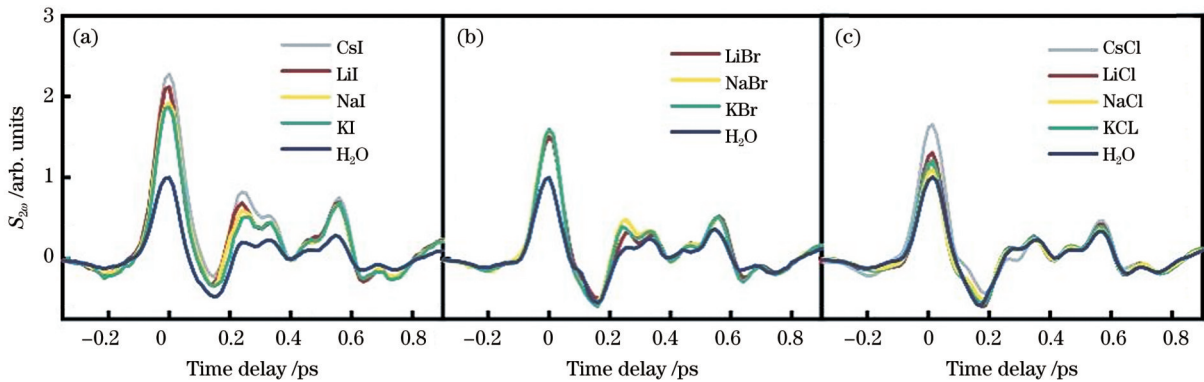 3
2
1
0
S2ω /arb. units
(a)
CsI
LiI
NaI
KI
H2O
−0.2 0 0.2 0.4 0.6 0.8
Time delay /ps
(b)
LiBr
NaBr
KBr
H2O
−0.2 0 0.2 0.4 0.6 0.8
Time delay /ps
(c)
CsCl
LiCl
NaCl
KCL
H2O
−0.2 0 0.2 0.4 0.6 0.8
Time delay /ps